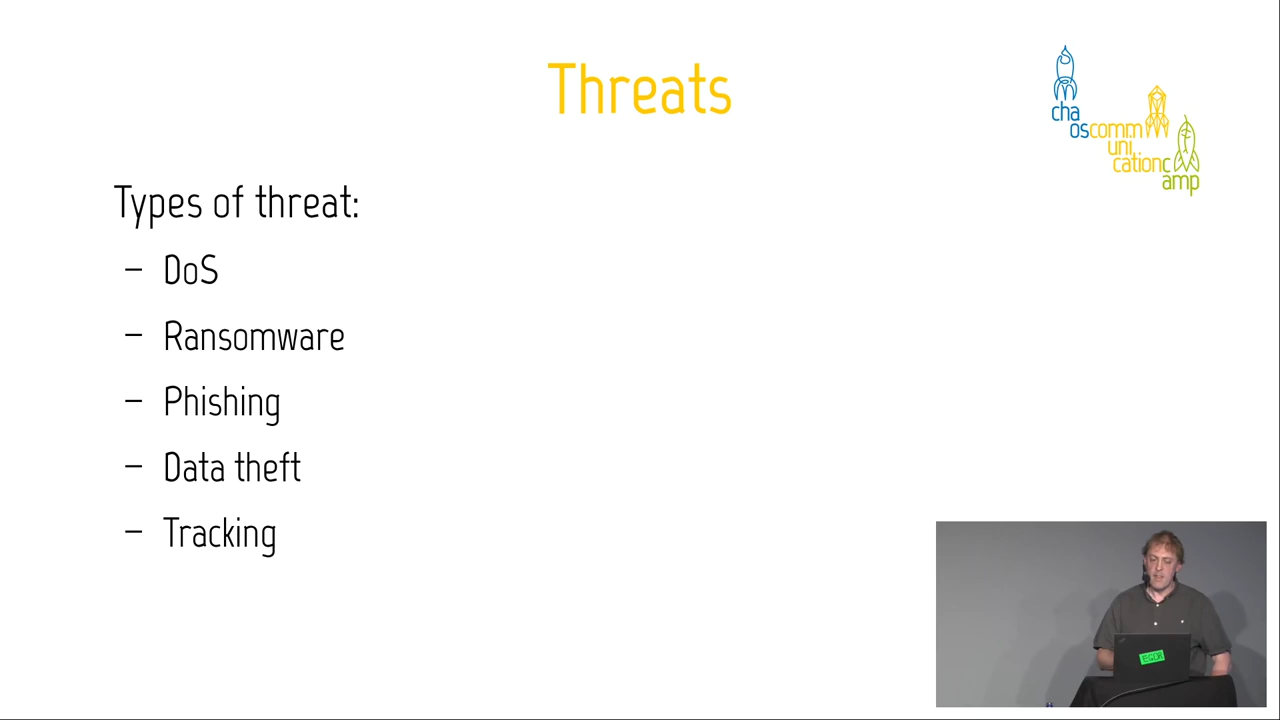 Threats
cha
oscomm
uni
cationc
amp
Types of threat:
– DoS
– Ransomware
– Phishing
– Data theft
– Tracking